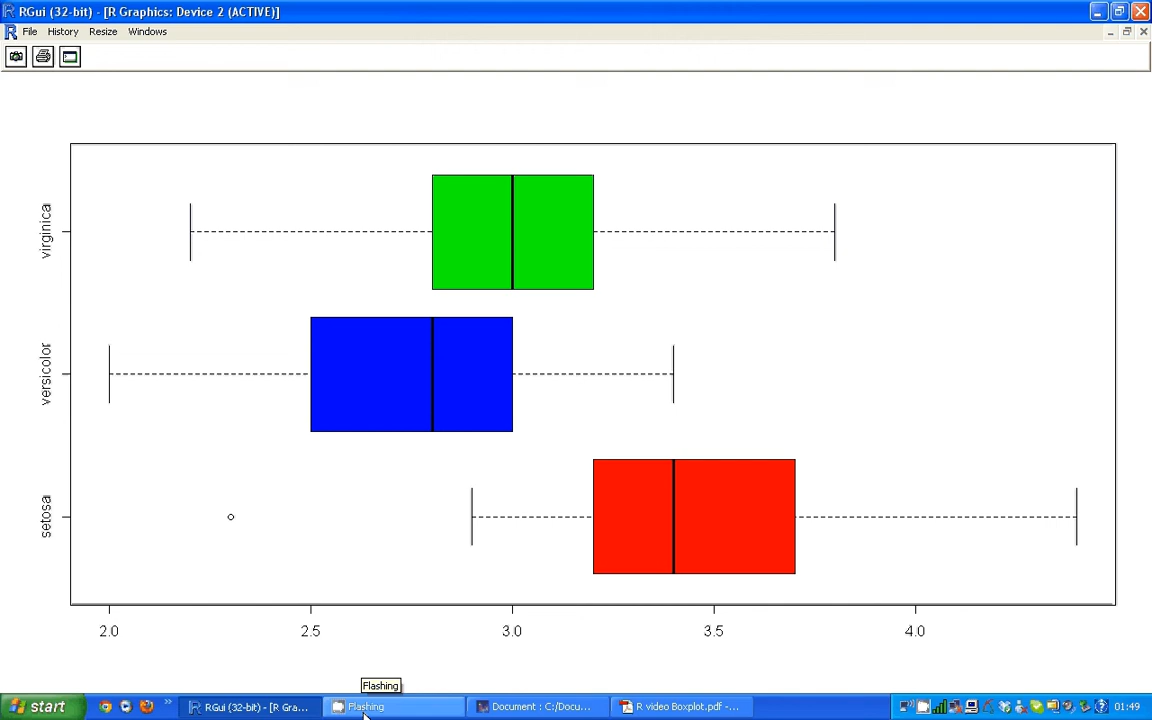 RGui (32-bit) - [R Graphics: Device 2 (ACTIVE)]
File History Resize Windows
virginica
versicolor
setosa
2.0 2.5 3.0 3.5 4.0
Flashing
start
RGui (32-bit) - [R Gra...
Flashing
Document : C:/Docu...
R video Boxplot.pdf -...
01:49